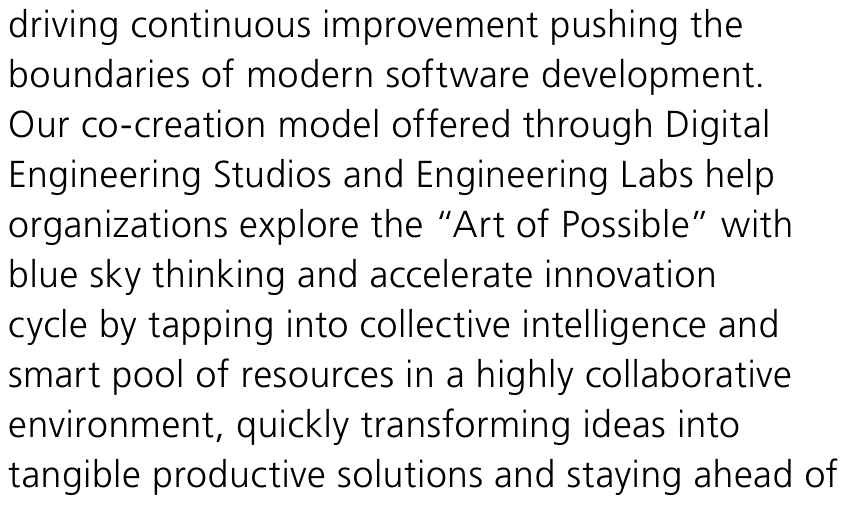 driving continuous improvement pushing the
boundaries of modern software development.
Our co-creation model offered through Digital
Engineering Studios and Engineering Labs help
organizations explore the “Art of Possible” with
blue sky thinking and accelerate innovation
cycle by tapping into collective intelligence and
smart pool of resources in a highly collaborative
environment, quickly transforming ideas into
tangible productive solutions and staying ahead of